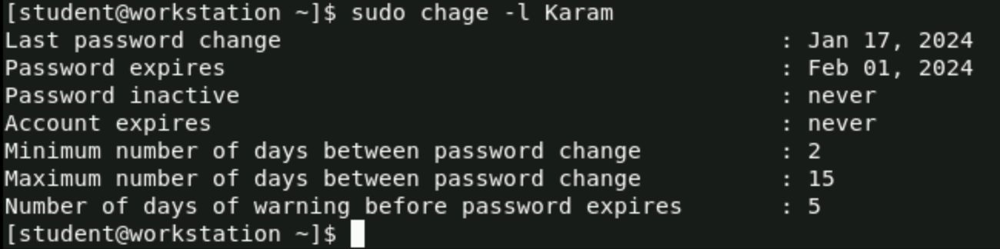 [student@workstation ~]$ sudo chage -l Karam
Last password change : Jan 17, 2024
Password expires : Feb 01, 2024
Password inactive : never
Account expires : never
Minimum number of days between password change : 2
Maximum number of days between password change : 15
Number of days of warning before password expires : 5
[student@workstation ~]$